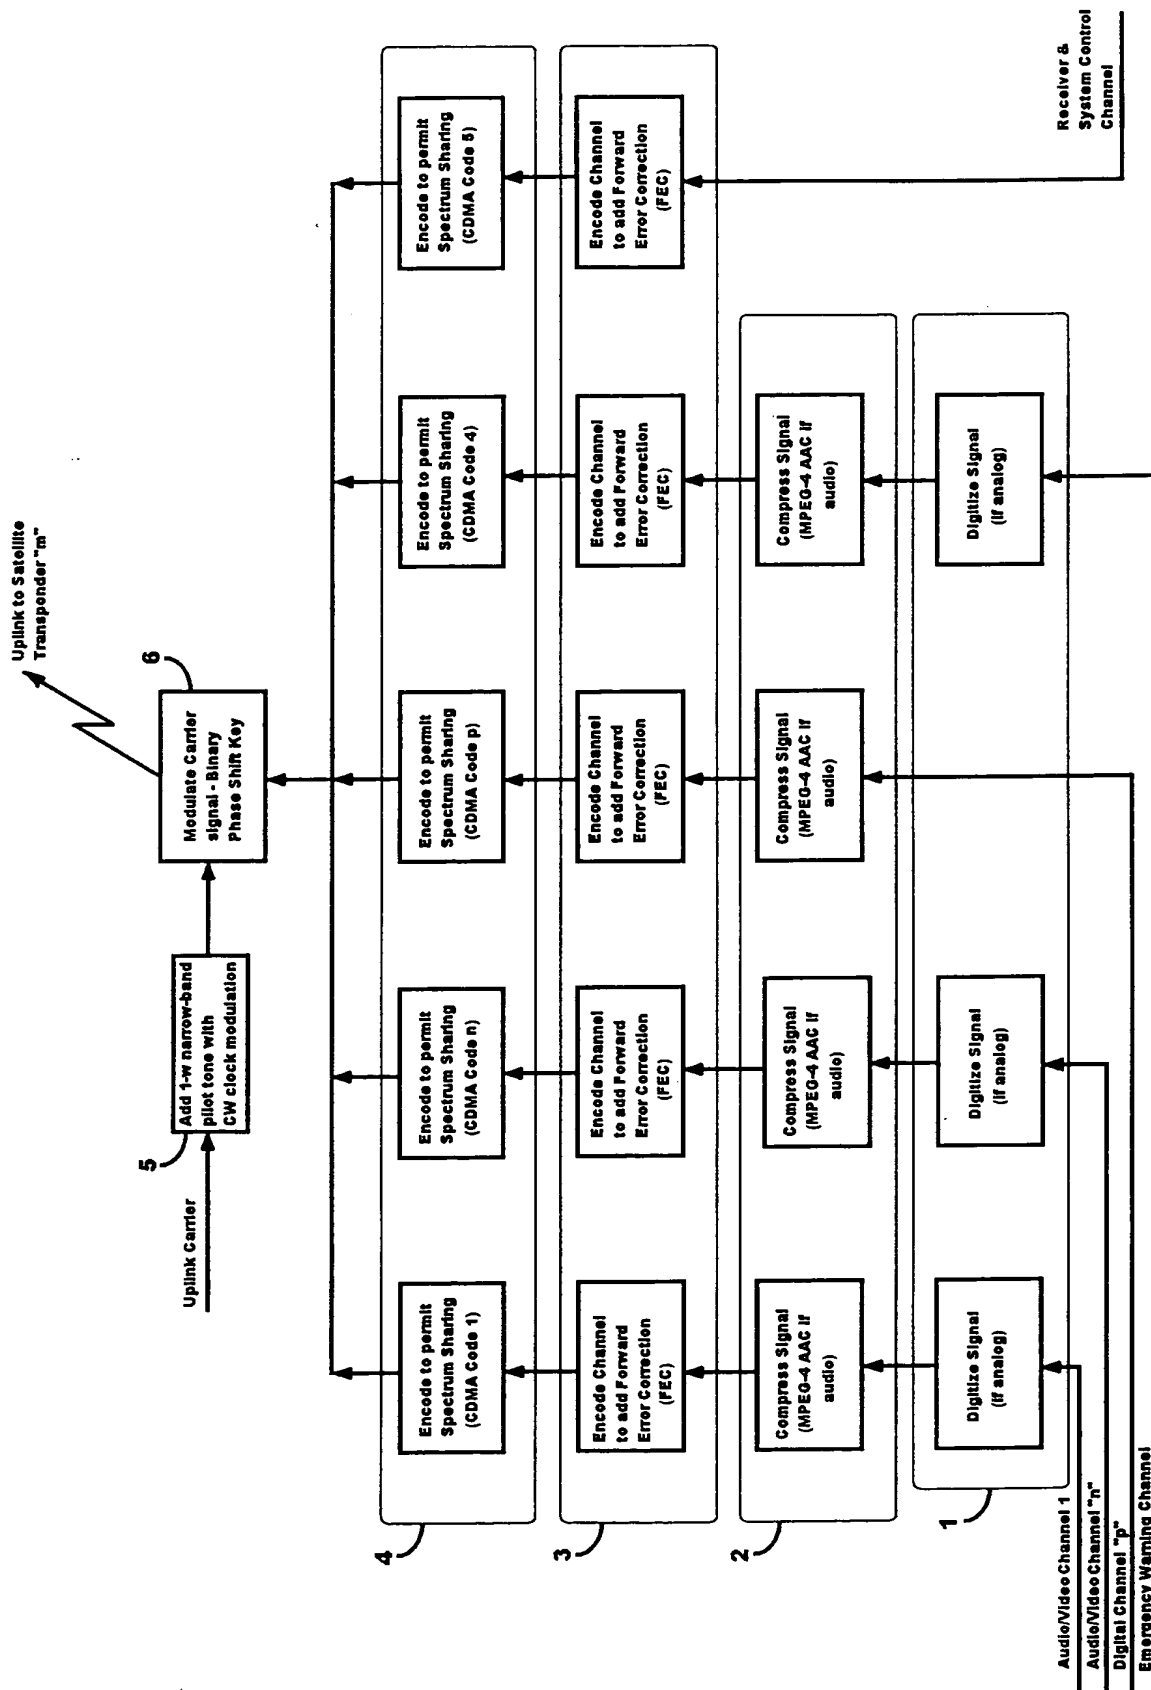 Uplink to Satellite
Transponder "m"
Uplink Carrier
5
Add 1-w narrow-band
pilot tone with
CW clock modulation
6
Modulate Carrier
signal - Binary
Phase Shift Key
4
Encode to permit
Spectrum Sharing
(CDMA Code 1)
Encode to permit
Spectrum Sharing
(CDMA Code n)
Encode to permit
Spectrum Sharing
(CDMA Code p)
Encode to permit
Spectrum Sharing
(CDMA Code 4)
Encode to permit
Spectrum Sharing
(CDMA Code 5)
3
Encode Channel
to add Forward
Error Correction
(FEC)
Encode Channel
to add Forward
Error Correction
(FEC)
Encode Channel
to add Forward
Error Correction
(FEC)
Encode Channel
to add Forward
Error Correction
(FEC)
Encode Channel
to add Forward
Error Correction
(FEC)
2
Compress Signal
(MPEG-4 AAC if
audio)
Compress Signal
(MPEG-4 AAC if
audio)
Compress Signal
(MPEG-4 AAC if
audio)
Compress Signal
(MPEG-4 AAC if
audio)
1
Digitize Signal
(if analog)
Digitize Signal
(if analog)
Digitize Signal
(if analog)
Audio/Video Channel 1
Audio/Video Channel "n"
Digital Channel "p"
Emergency Warning Channel
Receiver &
System Control
Channel